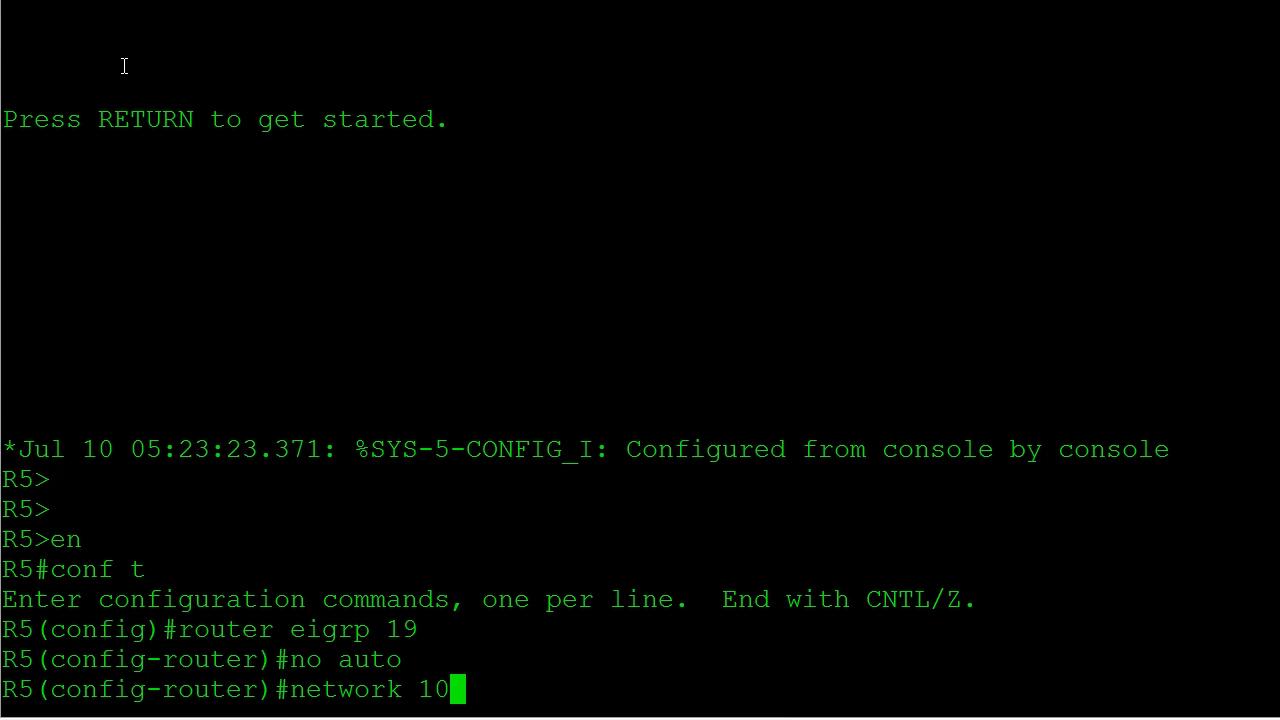 Press RETURN to get started.
*Jul 10 05:23:23.371: %SYS-5-CONFIG_I: Configured from console by console
R5>
R5>
R5>en
R5#conf t
Enter configuration commands, one per line.  End with CNTL/Z.
R5(config)#router eigrp 19
R5(config-router)#no auto
R5(config-router)#network 10